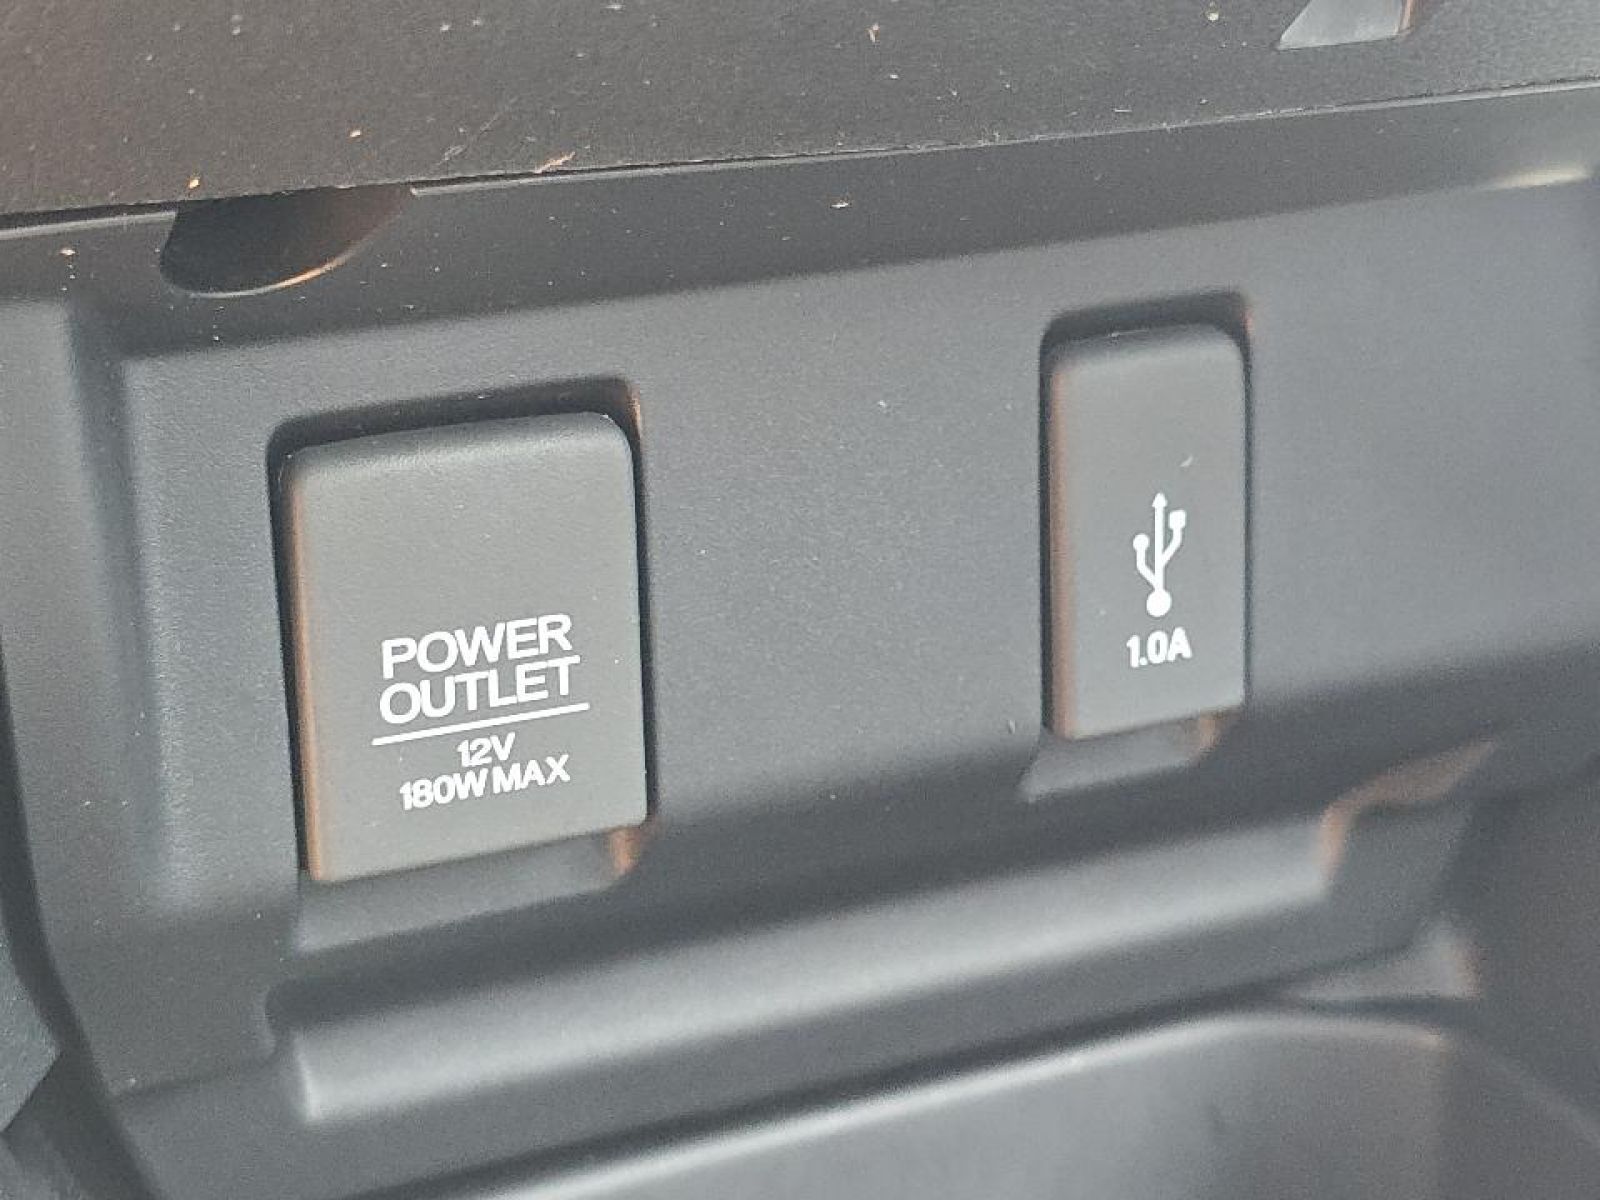 POWER
OUTLET
12V
180W MAX
1.0A